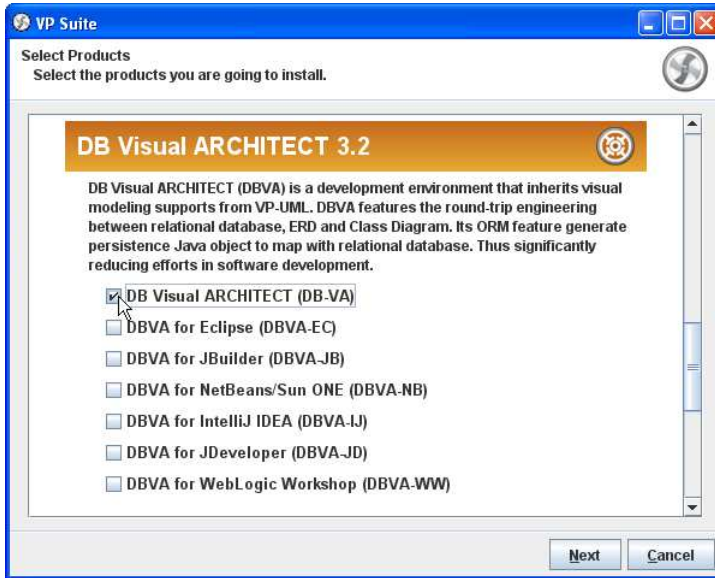 VP Suite
Select Products
Select the products you are going to install.
DB Visual ARCHITECT 3.2
DB Visual ARCHITECT (DBVA) is a development environment that inherits visual
modeling supports from VP-UML. DBVA features the round-trip engineering
between relational database, ERD and Class Diagram. Its ORM feature generate
persistence Java object to map with relational database. Thus significantly
reducing efforts in software development.
DB Visual ARCHITECT (DB-VA)
DBVA for Eclipse (DBVA-EC)
DBVA for JBuilder (DBVA-JB)
DBVA for NetBeans/Sun ONE (DBVA-NB)
DBVA for IntelliJ IDEA (DBVA-IJ)
DBVA for JDeveloper (DBVA-JD)
DBVA for WebLogic Workshop (DBVA-WW)
Next Cancel